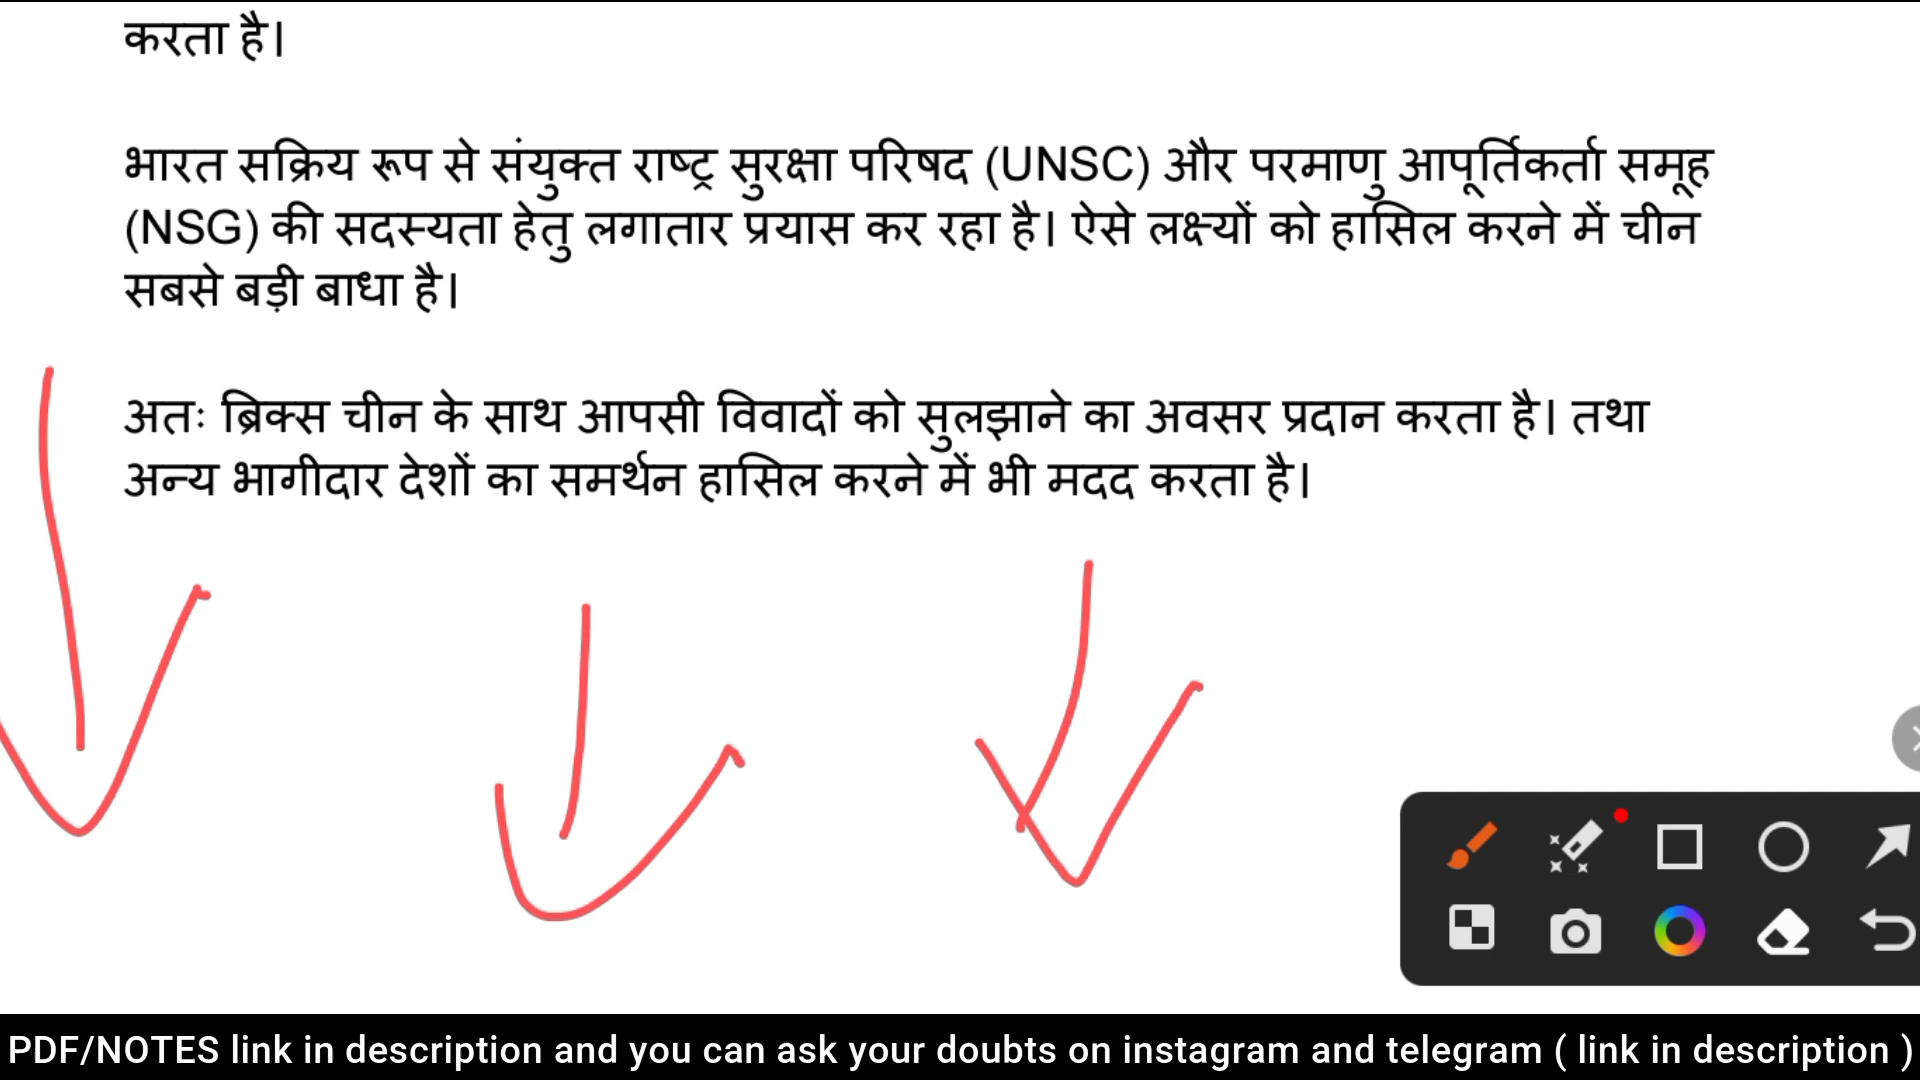 करता है।
भारत सक्रिय रूप से संयुक्त राष्ट्र सुरक्षा परिषद (UNSC) और परमाणु आपूर्तिकर्ता समूह
(NSG) की सदस्यता हेतु लगातार प्रयास कर रहा है। ऐसे लक्ष्यों को हासिल करने में चीन
सबसे बड़ी बाधा है।
अतः ब्रिक्स चीन के साथ आपसी विवादों को सुलझाने का अवसर प्रदान करता है। तथा
अन्य भागीदार देशों का समर्थन हासिल करने में भी मदद करता है।
PDF/NOTES link in description and you can ask your doubts on instagram and telegram ( link in description )